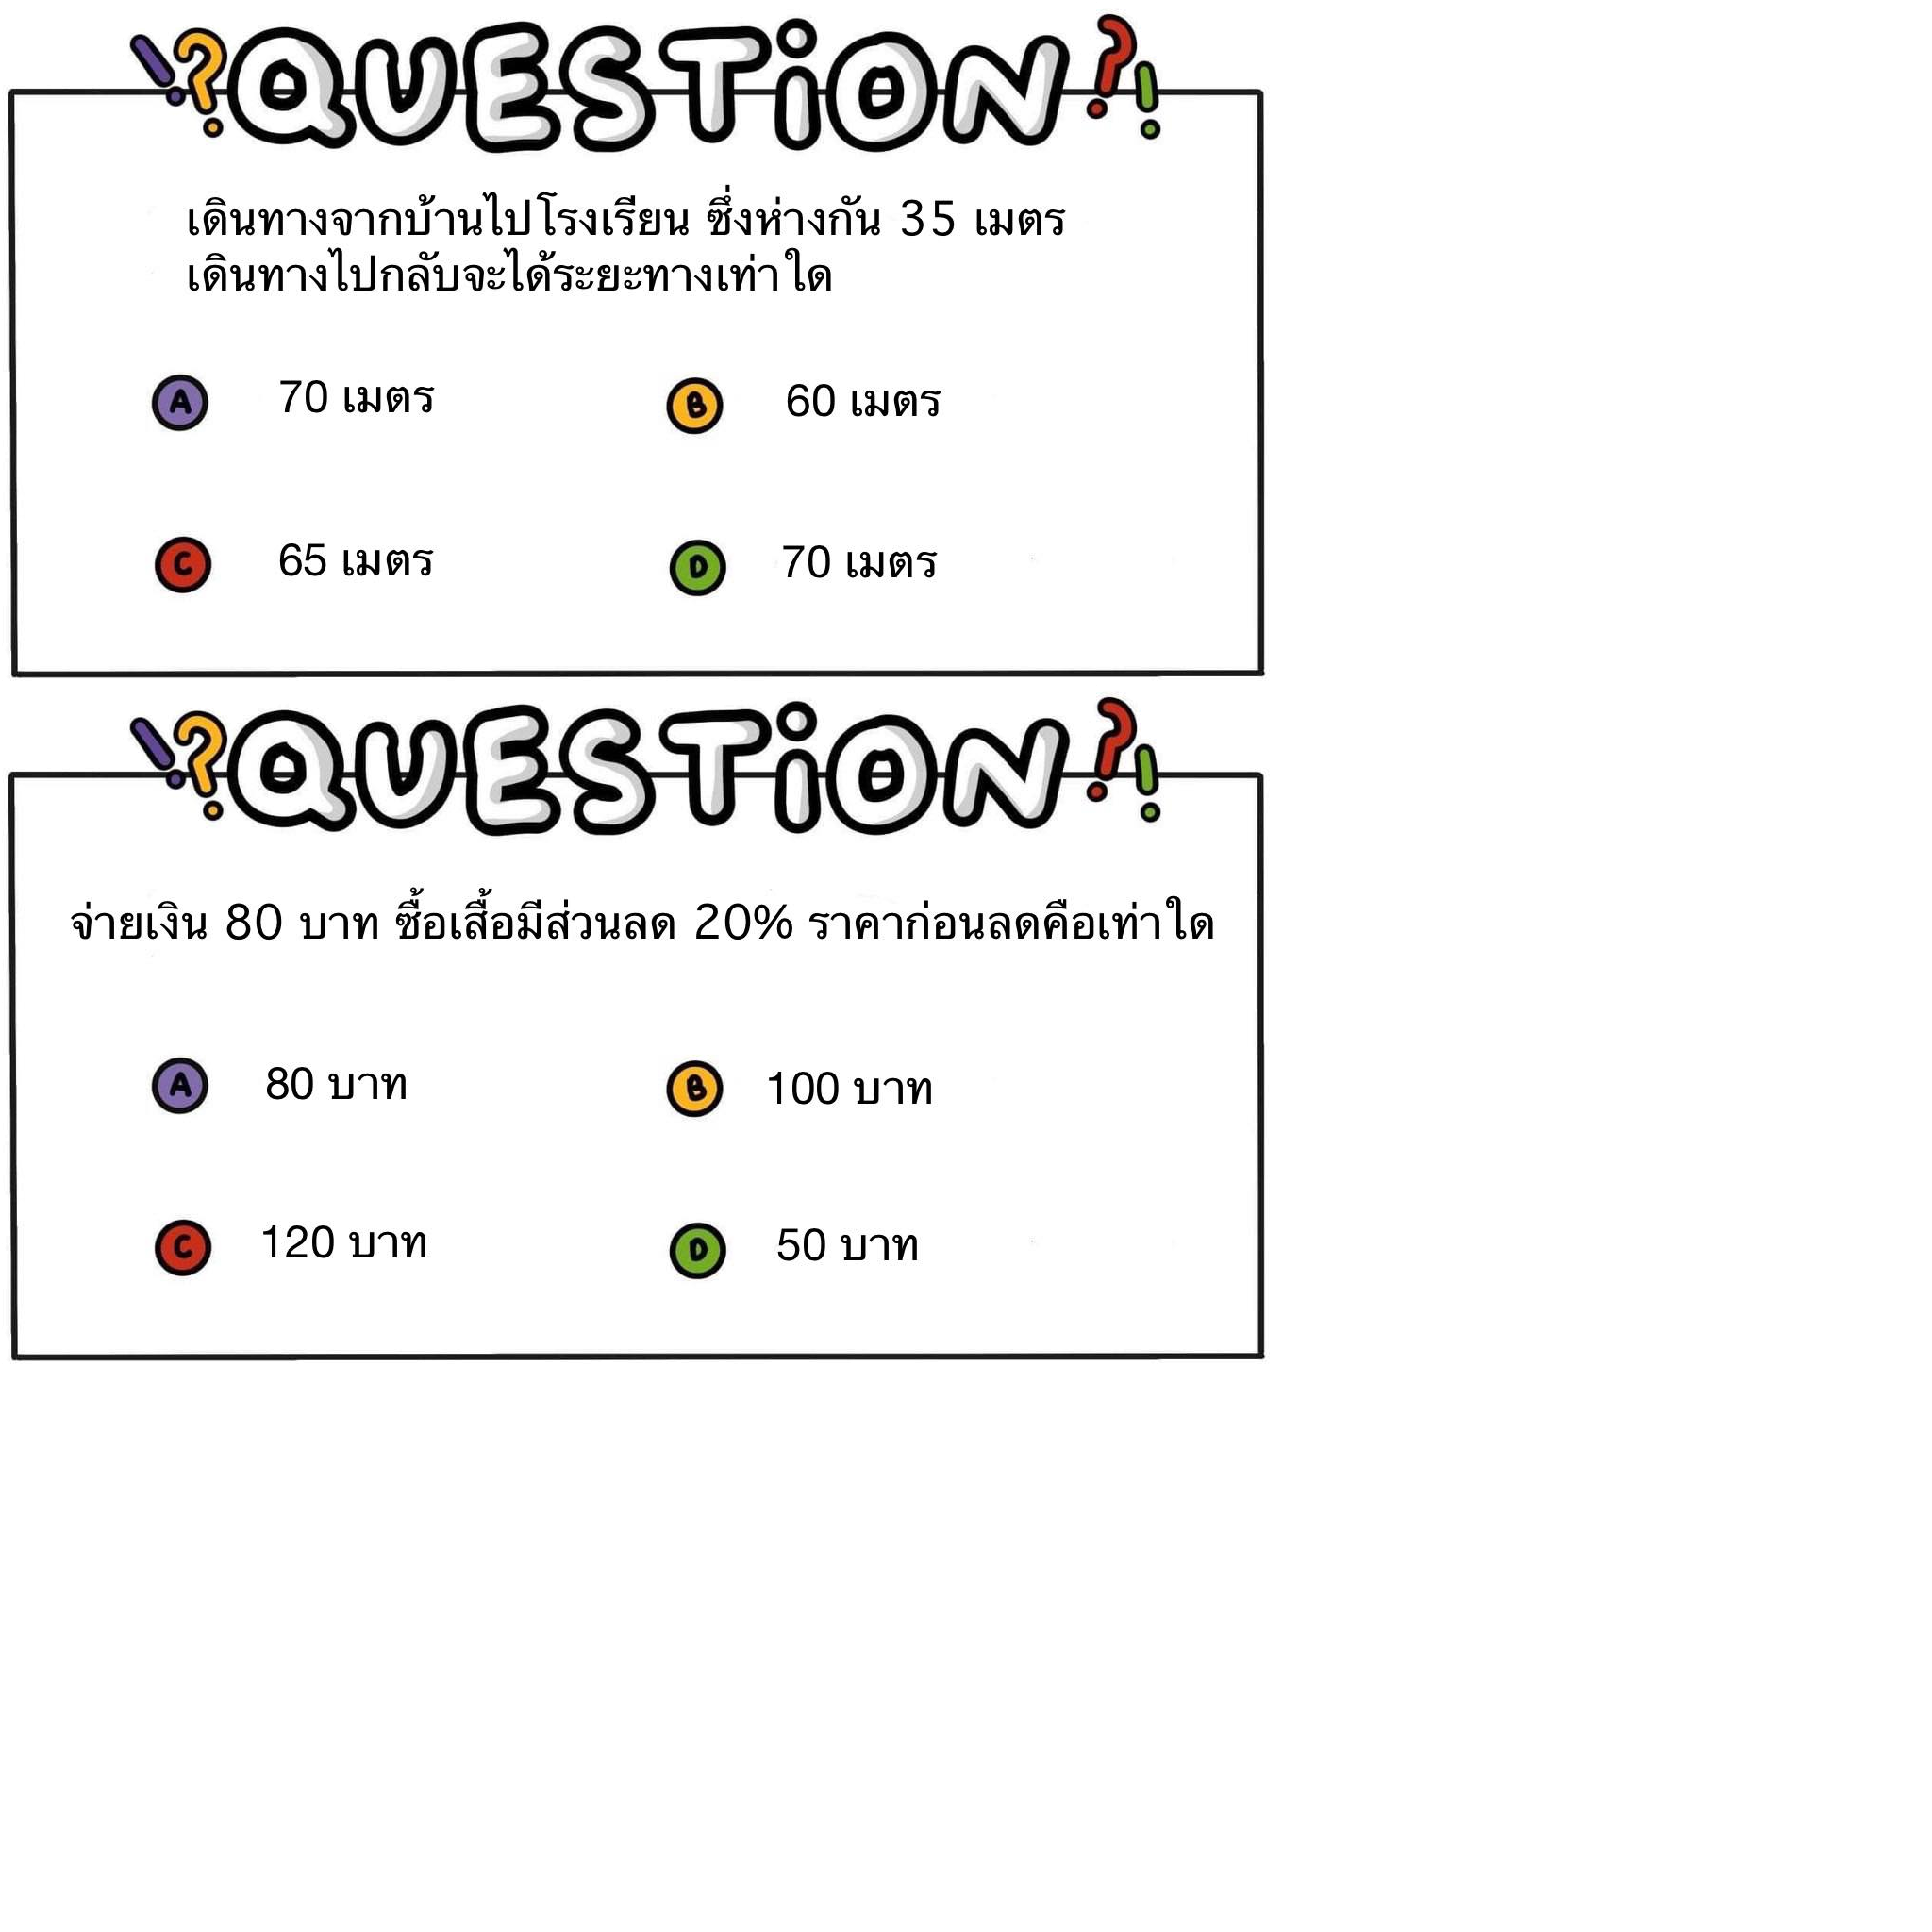 !?QUESTiON?!
เดินทางจากบ้านไปโรงเรียน ซึ่งห่างกัน 35 เมตร
เดินทางไปกลับจะได้ระยะทางเท่าใด
A 70 เมตร B 60 เมตร
C 65 เมตร D 70 เมตร
!?QUESTiON?!
จ่ายเงิน 80 บาท ซื้อเสื้อมีส่วนลด 20% ราคาก่อนลดคือเท่าใด
A 80 บาท B 100 บาท
C 120 บาท D 50 บาท